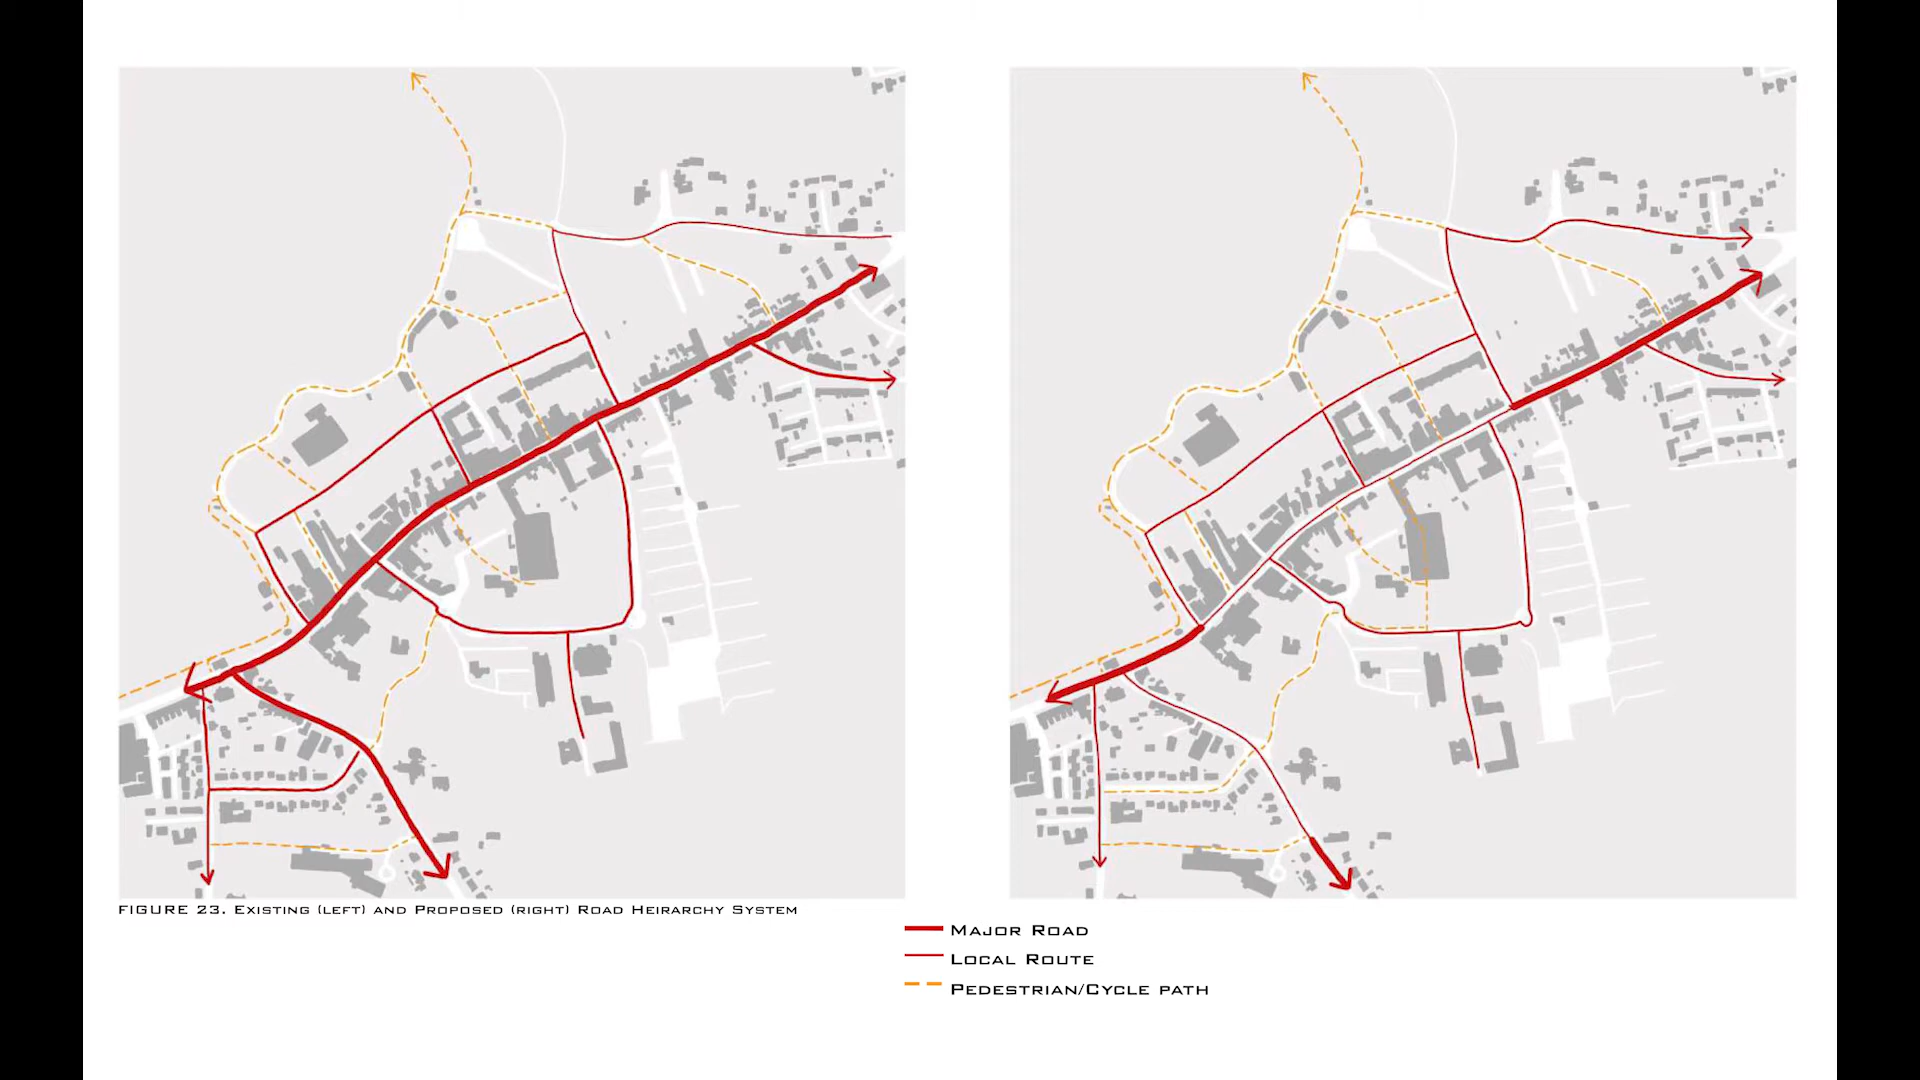 FIGURE 23. Existing (left) and Proposed (right) Road Heirarchy System
Major Road
Local Route
Pedestrian/Cycle path